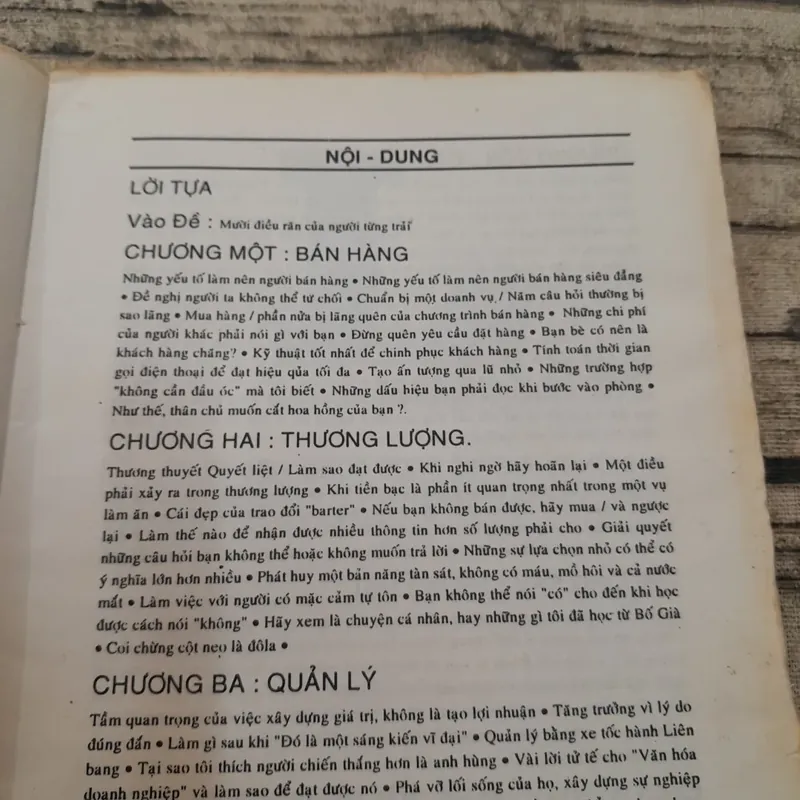 NỘI - DUNG
LỜI TỰA
Vào Đề : Mười điều răn của người từng trải
CHƯƠNG MỘT : BÁN HÀNG
Những yếu tố làm nên người bán hàng • Những yếu tố làm nên người bán hàng siêu đẳng
• Đề nghị người ta không thể từ chối • Chuẩn bị một doanh vụ / Năm câu hỏi thường bị
sao lãng • Mua hàng / phần nửa bị lãng quên của chương trình bán hàng • Những chi phí
của người khác phải nói gì với bạn • Đừng quên yêu cầu đặt hàng • Bạn bè có nên là
khách hàng chăng? • Kỹ thuật tốt nhất để chinh phục khách hàng • Tính toán thời gian
gọi điện thoại để đạt hiệu qủa tối đa • Tạo ấn tượng qua lũ nhỏ • Những trường hợp
"không cần đầu óc" mà tôi biết • Những dấu hiệu bạn phải đọc khi bước vào phòng •
Như thế, thân chủ muốn cắt hoa hồng của bạn ?.
CHƯƠNG HAI : THƯƠNG LƯỢNG.
Thương thuyết Quyết liệt / Làm sao đạt được • Khi nghi ngờ hãy hoãn lại • Một điều
phải xảy ra trong thương lượng • Khi tiền bạc là phần ít quan trọng nhất trong một vụ
làm ăn • Cái đẹp của trao đổi "barter" • Nếu bạn không bán được, hãy mua / và ngược
lại • Làm thế nào để nhận được nhiều thông tin hơn số lượng phải cho • Giải quyết
những câu hỏi bạn không thể hoặc không muốn trả lời • Những sự lựa chọn nhỏ có thể có
ý nghĩa lớn hơn nhiều • Phát huy một bản năng tàn sát, không có máu, mồ hôi và cả nước
mắt • Làm việc với người có mặc cảm tự tôn • Bạn không thể nói "có" cho đến khi học
được cách nói "không" • Hãy xem là chuyện cá nhân, hay những gì tôi đã học từ Bố Già
• Coi chừng cột neo là đôla •
CHƯƠNG BA : QUẢN LÝ
Tầm quan trọng của việc xây dựng giá trị, không là tạo lợi nhuận • Tăng trưởng vì lý do
đúng đắn • Làm gì sau khi "Đó là một sáng kiến vĩ đại" • Quản lý bằng xe tốc hành Liên
bang • Tại sao tôi thích người chiến thắng hơn là anh hùng • Vài lời tử tế cho "Văn hóa
doanh nghiệp" và làm sao để đạt được nó • Phá vỡ lối sống của họ, xây dựng sự nghiệp